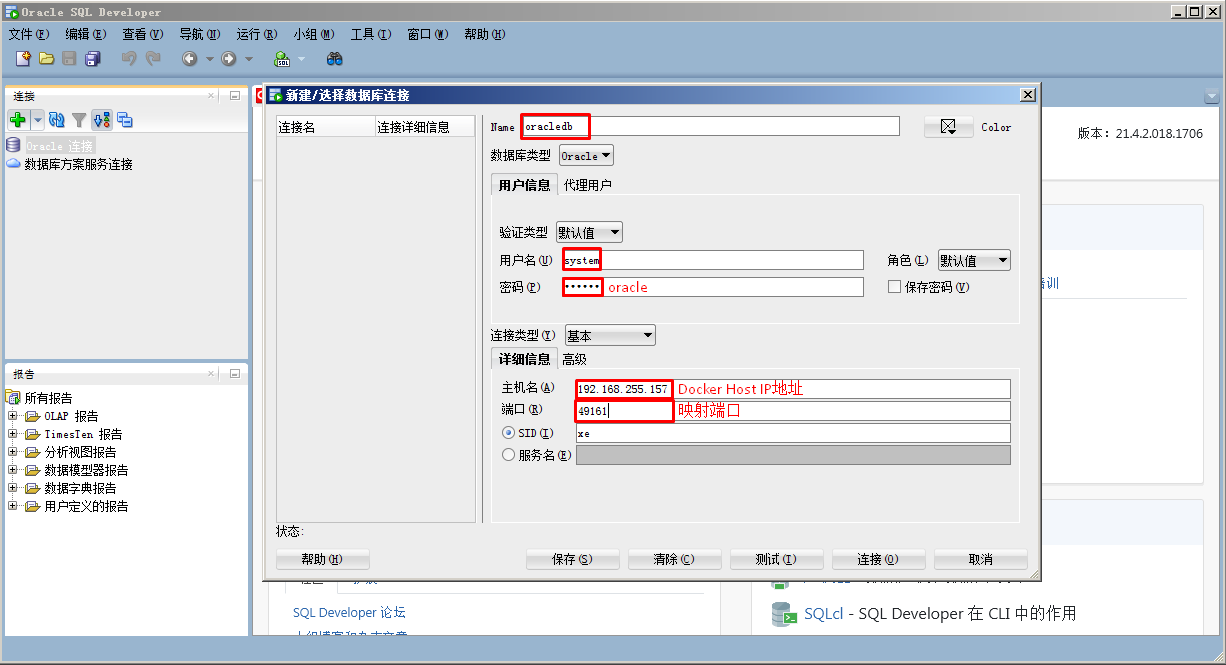 Oracle SQL Developer
文件(F) 编辑(E) 查看(V) 导航(N) 运行(R) 小组(M) 工具(T) 窗口(W) 帮助(H)
连接
Oracle 连接
数据库方案服务连接
报告
所有报告
OLAP 报告
TimesTen 报告
分析视图报告
数据模型器报告
数据字典报告
用户定义的报告
版本: 21.4.2.018.1706
培训
新建/选择数据库连接
连接名 连接详细信息
Name oracledb Color
数据库类型 Oracle
用户信息 代理用户
验证类型 默认值
用户名(U) system 角色(L) 默认值
密码(P) •••••• oracle 保存密码(V)
连接类型(Y) 基本
详细信息 高级
主机名(A) 192.168.255.157 Docker Host IP地址
端口(R) 49161 映射端口
SID(I) xe
服务名(E)
状态:
帮助(H) 保存(S) 清除(C) 测试(T) 连接(O) 取消
SQL Developer 论坛
SQLcl - SQL Developer 在 CLI 中的作用